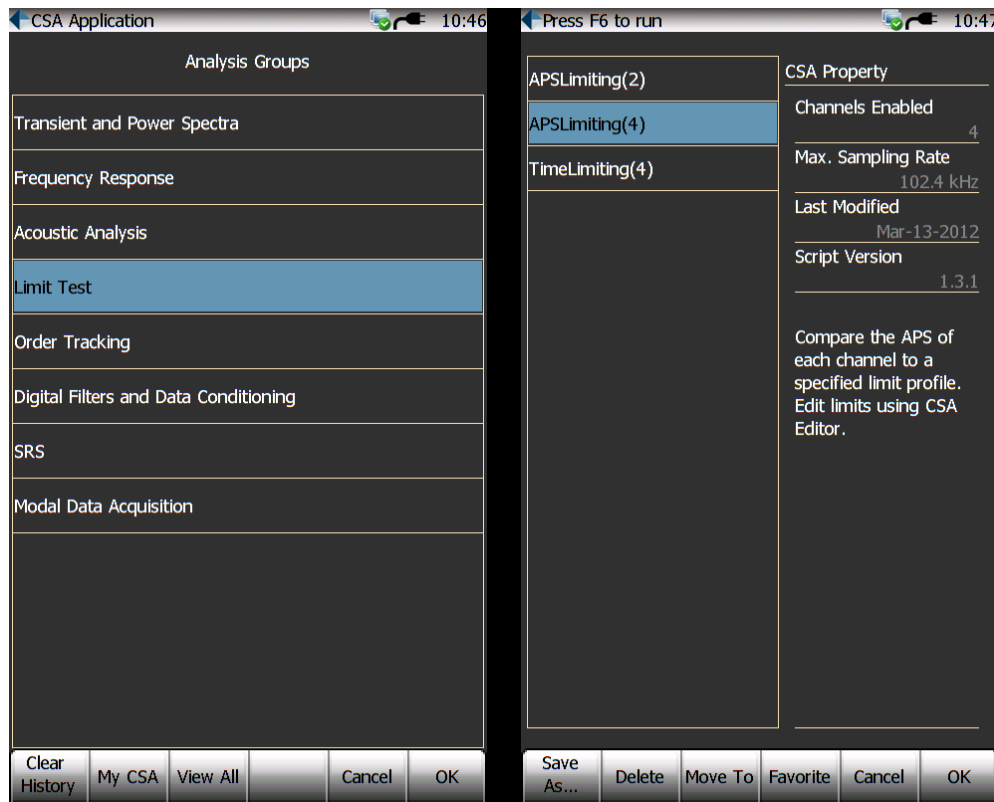 CSA Application
10:46
Analysis Groups
Transient and Power Spectra
Frequency Response
Acoustic Analysis
Limit Test
Order Tracking
Digital Filters and Data Conditioning
SRS
Modal Data Acquisition
Clear History
My CSA
View All
Cancel
OK
Press F6 to run
10:47
APSLimiting(2)
APSLimiting(4)
TimeLimiting(4)
CSA Property
Channels Enabled
4
Max. Sampling Rate
102.4 kHz
Last Modified
Mar-13-2012
Script Version
1.3.1
Compare the APS of
each channel to a
specified limit profile.
Edit limits using CSA
Editor.
Save
As...
Delete
Move To
Favorite
Cancel
OK